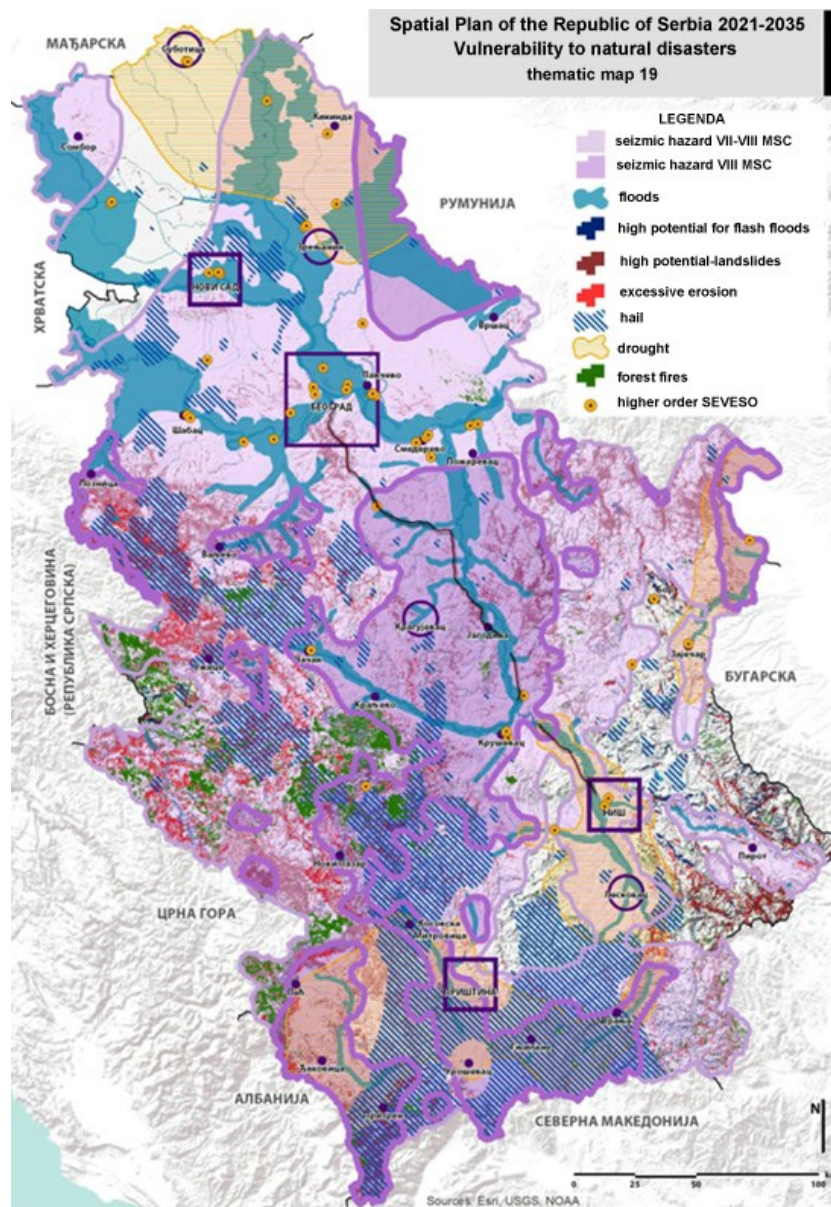 Spatial Plan of the Republic of Serbia 2021-2035
Vulnerability to natural disasters
thematic map 19
LEGENDA
seizmic hazard VII-VIII MSC
seizmic hazard VIII MSC
floods
high potential for flash floods
high potential-landslides
excessive erosion
hail
drought
forest fires
higher order SEVESO
МАЂАРСКА
Суботица
Кикинда
Сомбор
РУМУНИЈА
Зрењанин
ХРВАТСКА
НОВИ САД
Вршац
Панчево
БЕОГРАД
Шабац
Смедерево
Пожаревац
Лозница
Ваљево
Бор
БОСНА И ХЕРЦЕГОВИНА
(РЕПУБЛИКА СРПСКА)
Крагујевац
Јагодина
Зајечар
Ужице
Чачак
БУГАРСКА
Краљево
Крушевац
НИШ
Пирот
Нови Пазар
Лесковац
ЦРНА ГОРА
Косовска
Митровица
ПРИШТИНА
Пећ
Врање
Гњилане
Ђаковица
Урошевац
АЛБАНИЈА
Призрен
СЕВЕРНА МАКЕДОНИЈА
N
0 25 50 100
Sources: Esri, USGS, NOAA